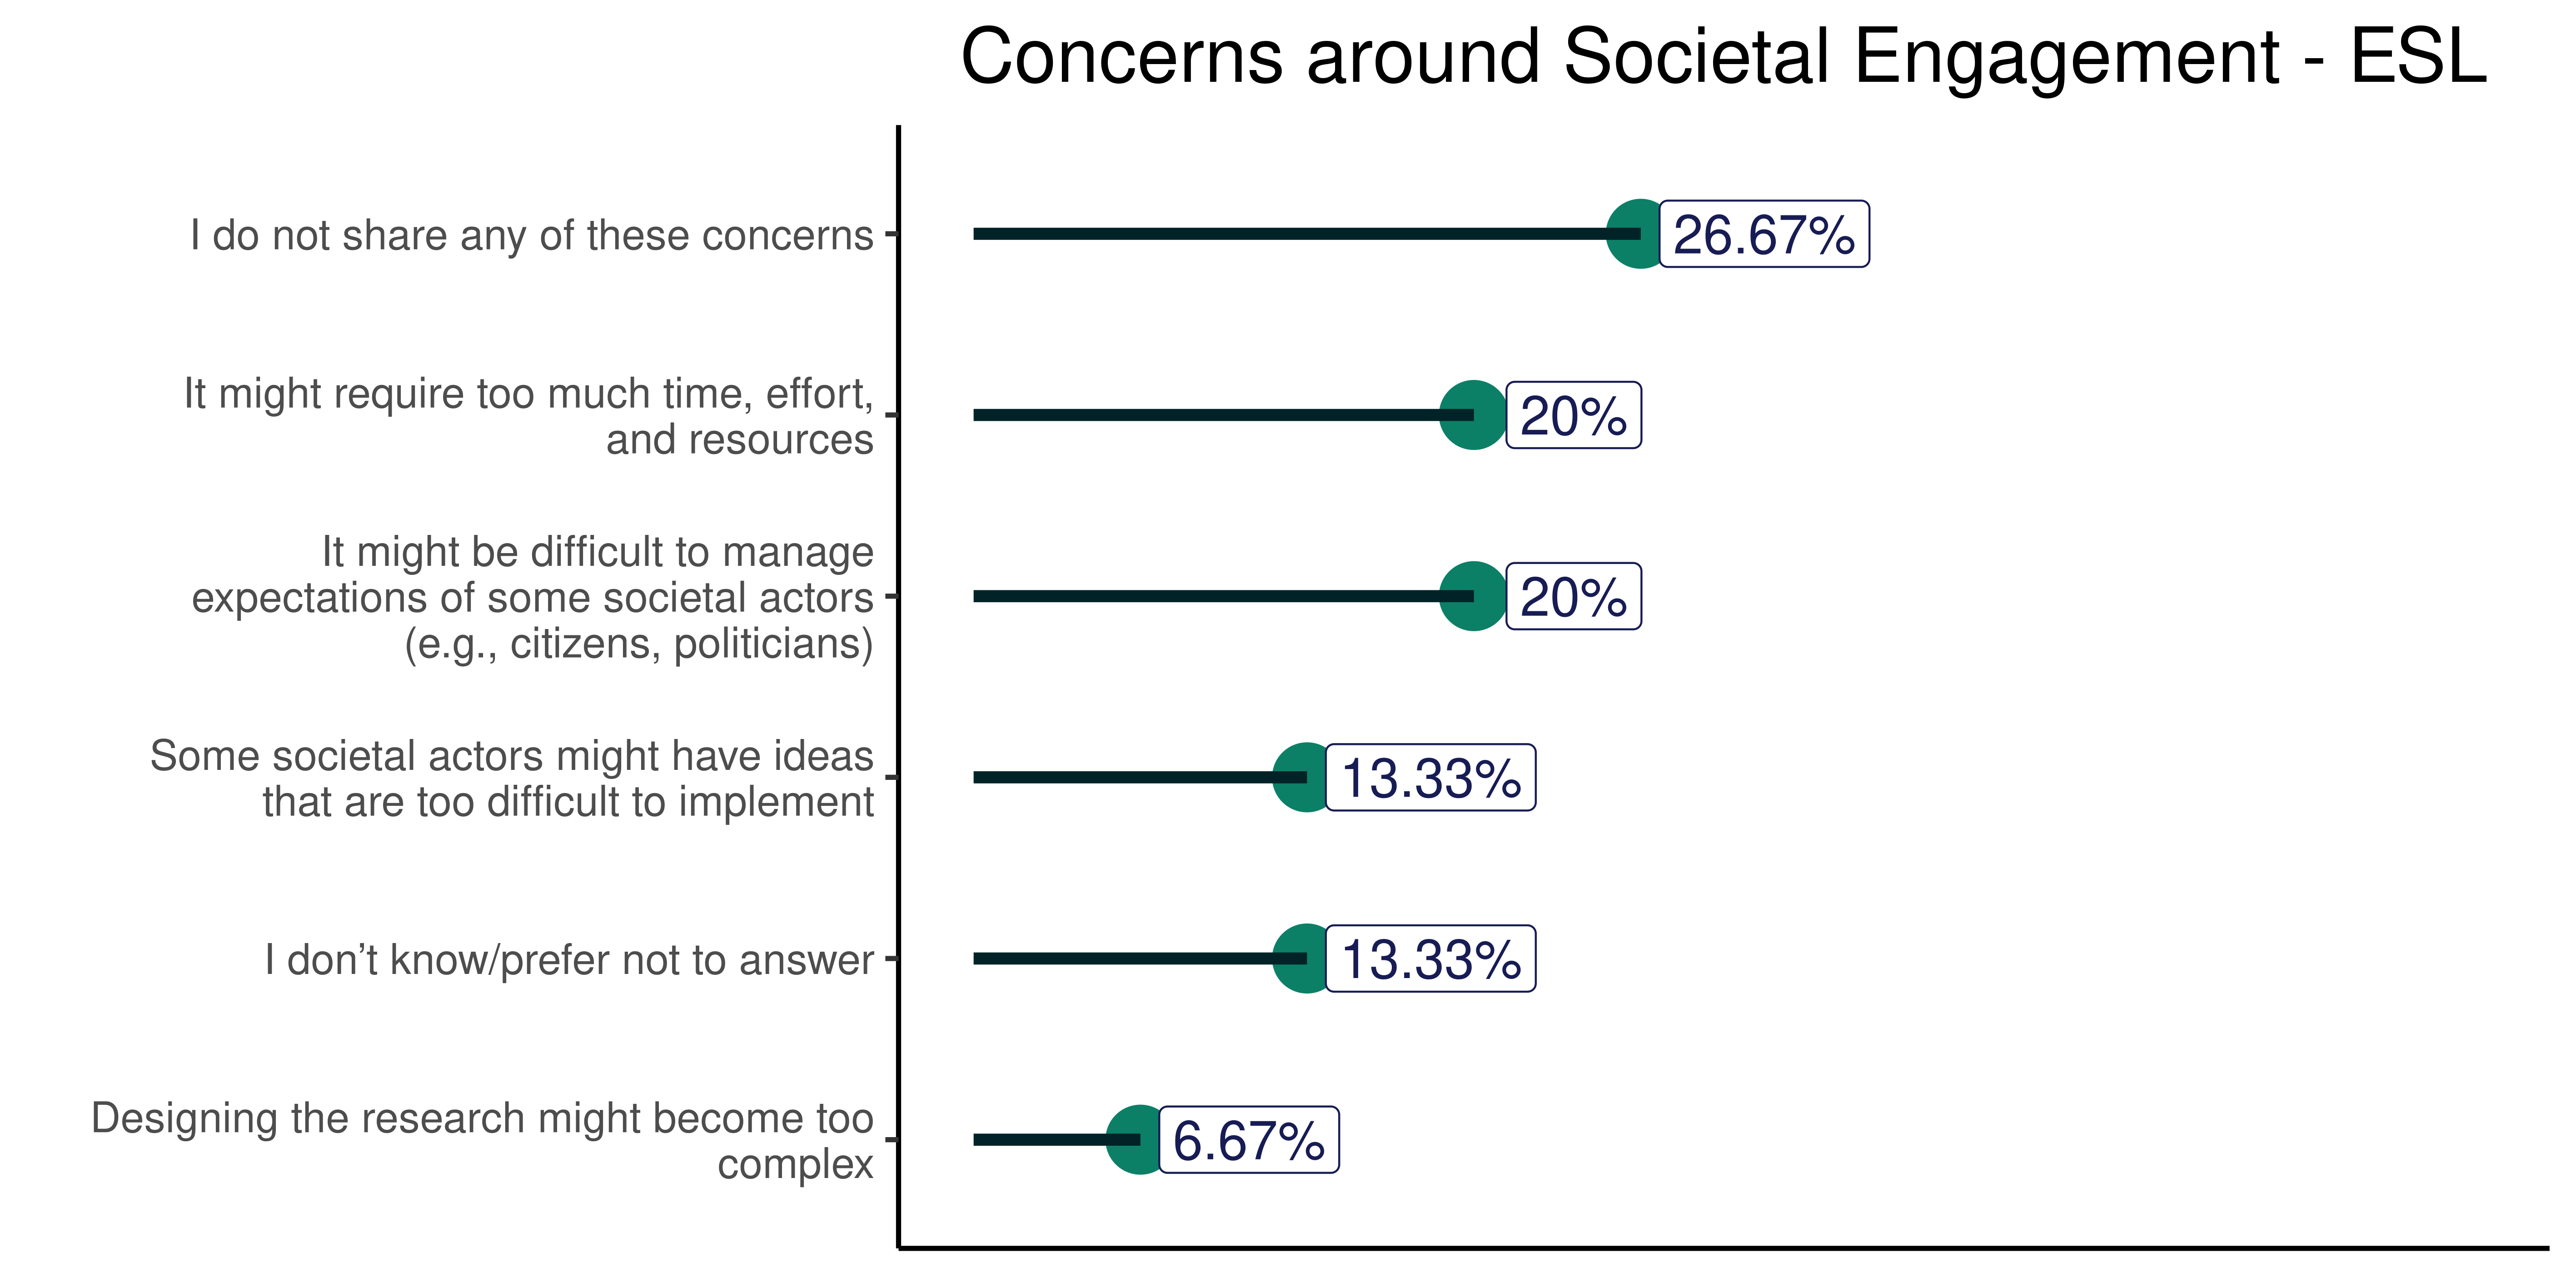 Concerns around Societal Engagement - ESL
I do not share any of these concerns
26.67%
It might require too much time, effort,
and resources
20%
It might be difficult to manage
expectations of some societal actors
(e.g., citizens, politicians)
20%
Some societal actors might have ideas
that are too difficult to implement
13.33%
I don’t know/prefer not to answer
13.33%
Designing the research might become too
complex
6.67%